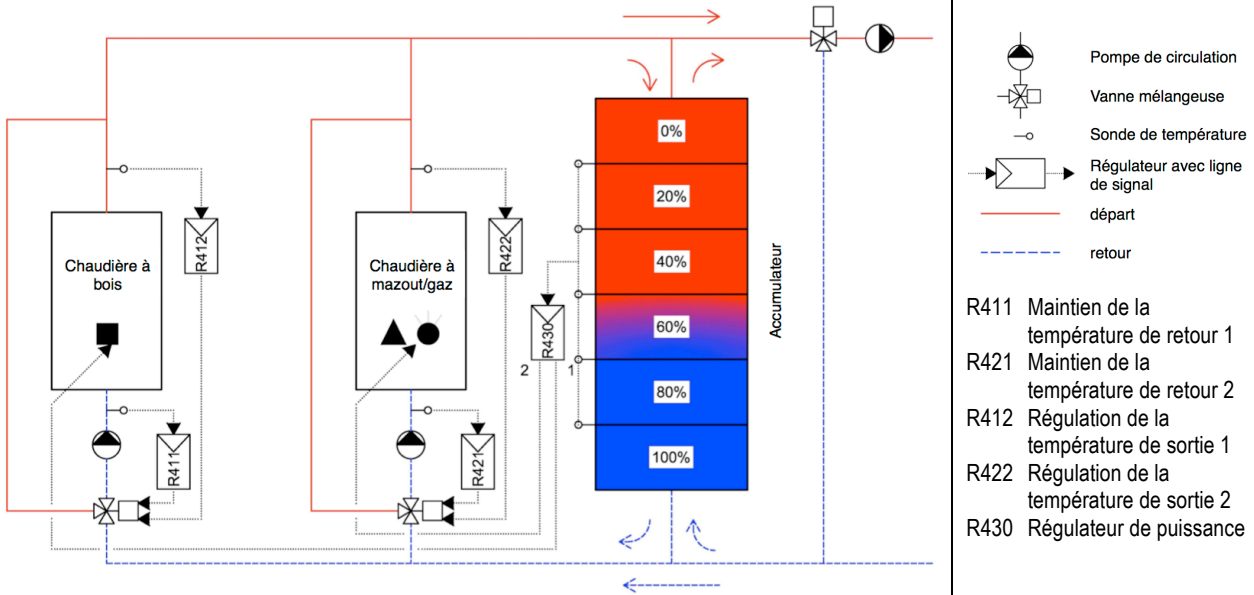 Chaudière à
bois
R412
R411
Chaudière à
mazout/gaz
R422
R421
R430
2
1
0%
20%
40%
60%
80%
100%
Accumulateur
Pompe de circulation
Vanne mélangeuse
Sonde de température
Régulateur avec ligne
de signal
départ
retour
R411 Maintien de la
température de retour 1
R421 Maintien de la
température de retour 2
R412 Régulation de la
température de sortie 1
R422 Régulation de la
température de sortie 2
R430 Régulateur de puissance